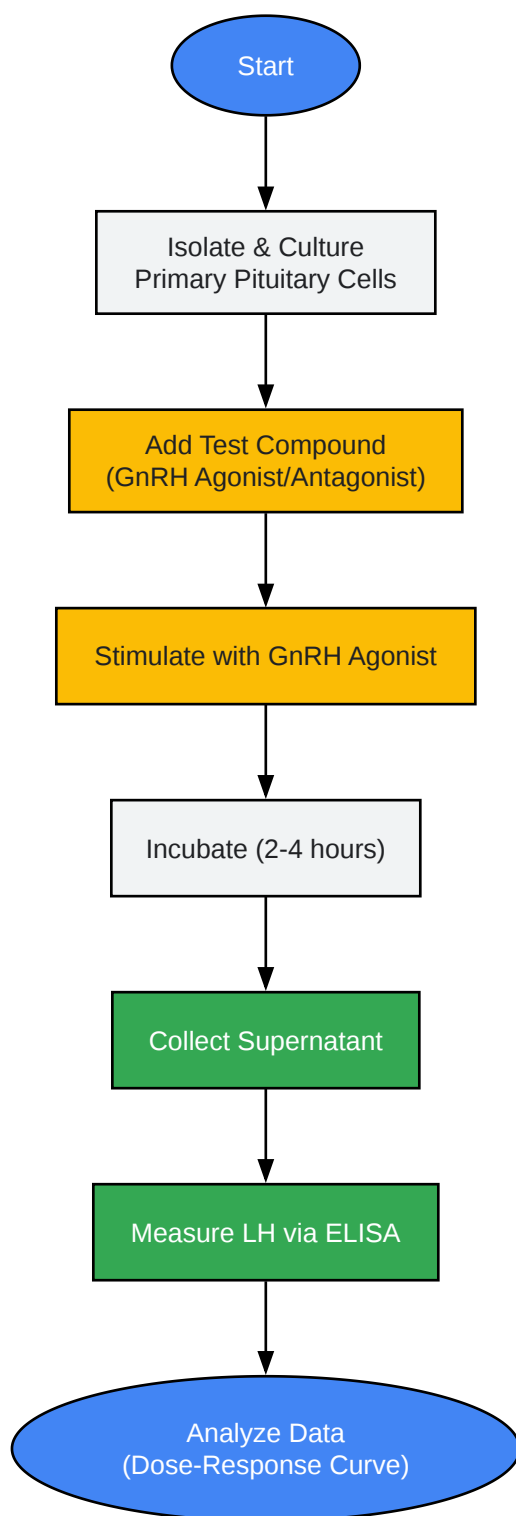 Start
Isolate & Culture
Primary Pituitary Cells
Add Test Compound
(GnRH Agonist/Antagonist)
Stimulate with GnRH Agonist
Incubate (2-4 hours)
Collect Supernatant
Measure LH via ELISA
Analyze Data
(Dose-Response Curve)